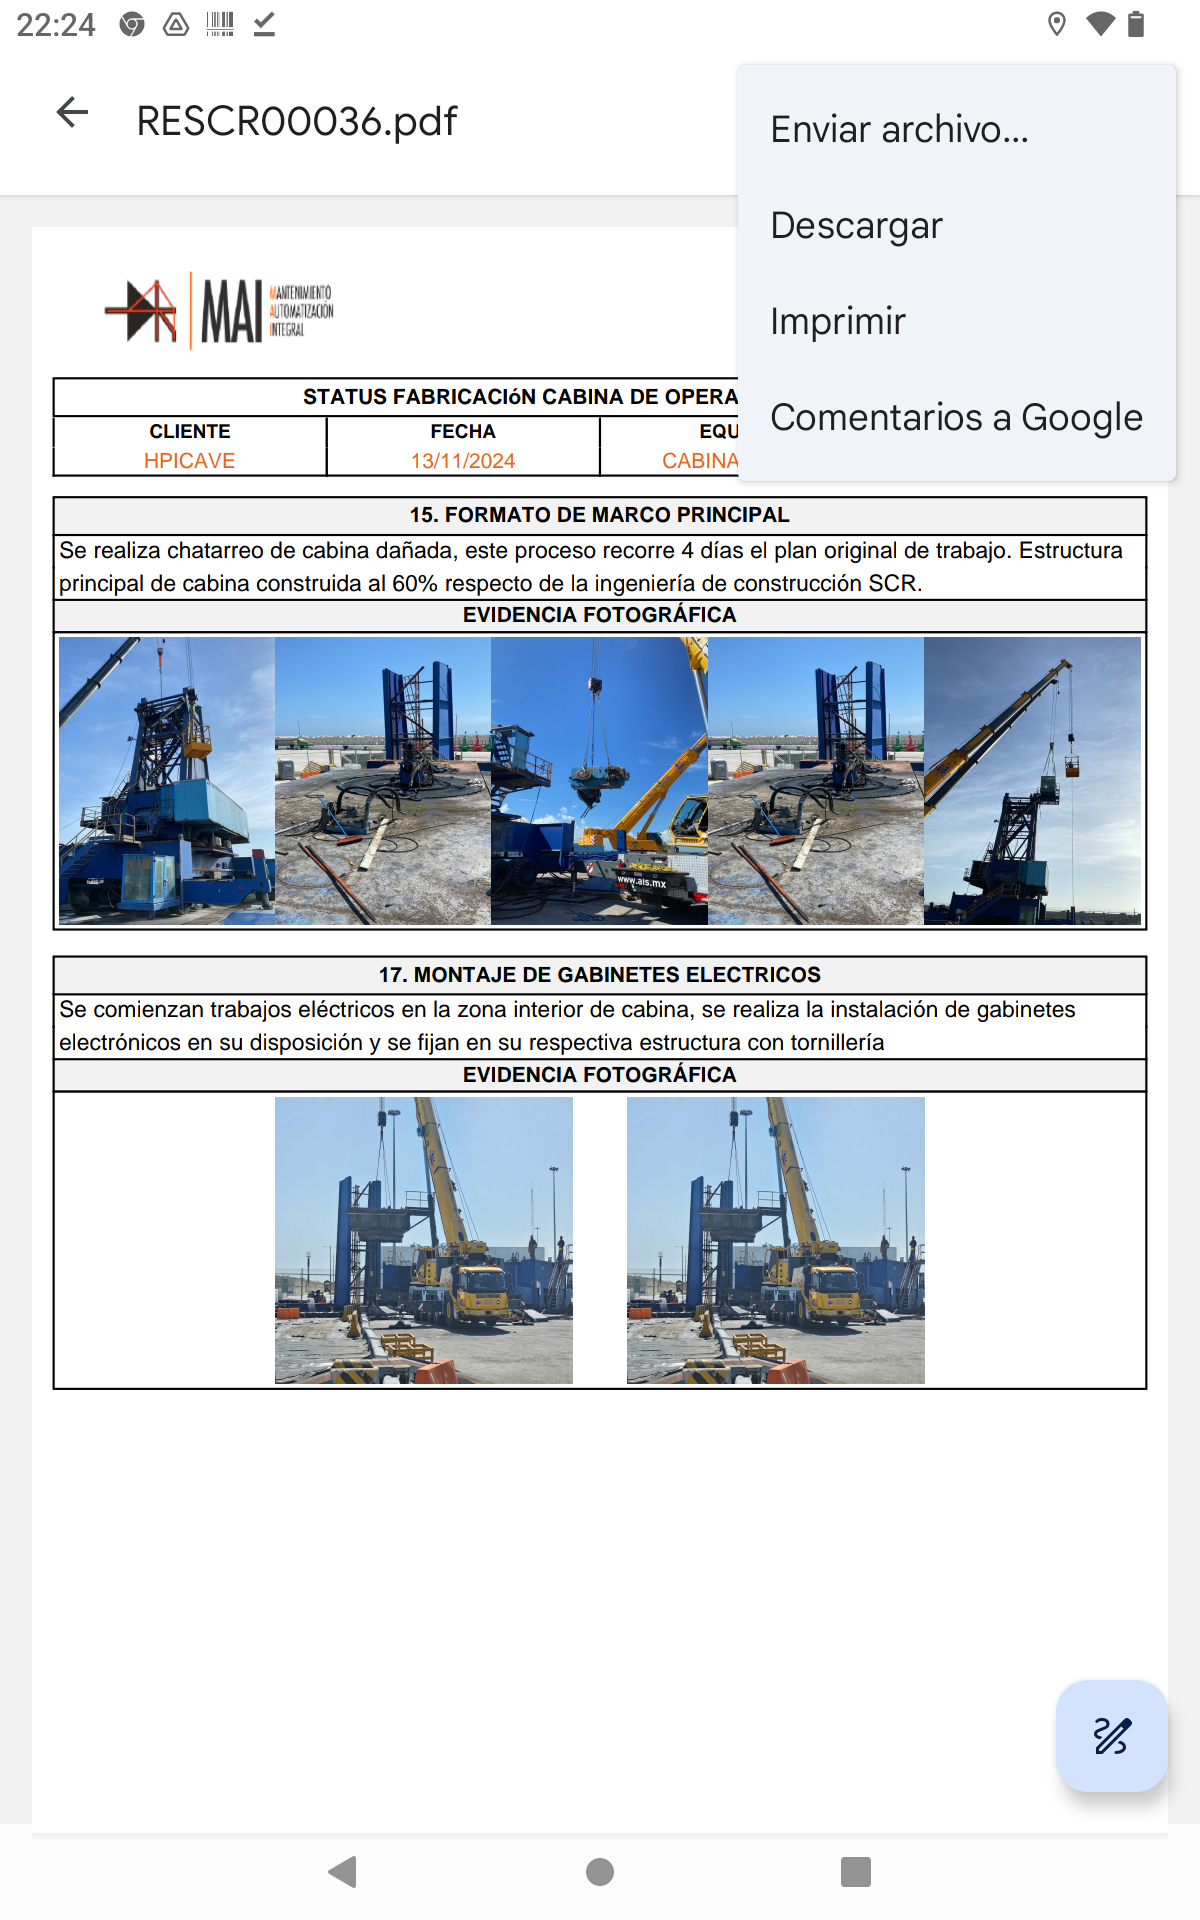 22:24
RESCR00036.pdf
Enviar archivo...
Descargar
Imprimir
Comentarios a Google
MAI
MANTENIMIENTO
AUTOMATIZACIÓN
INTEGRAL
STATUS FABRICACIóN CABINA DE OPERA
CLIENTE FECHA EQU
HPICAVE 13/11/2024 CABINA
15. FORMATO DE MARCO PRINCIPAL
Se realiza chatarreo de cabina dañada, este proceso recorre 4 días el plan original de trabajo. Estructura
principal de cabina construida al 60% respecto de la ingeniería de construcción SCR.
EVIDENCIA FOTOGRÁFICA
www.ais.mx
17. MONTAJE DE GABINETES ELECTRICOS
Se comienzan trabajos eléctricos en la zona interior de cabina, se realiza la instalación de gabinetes
electrónicos en su disposición y se fijan en su respectiva estructura con tornillería
EVIDENCIA FOTOGRÁFICA